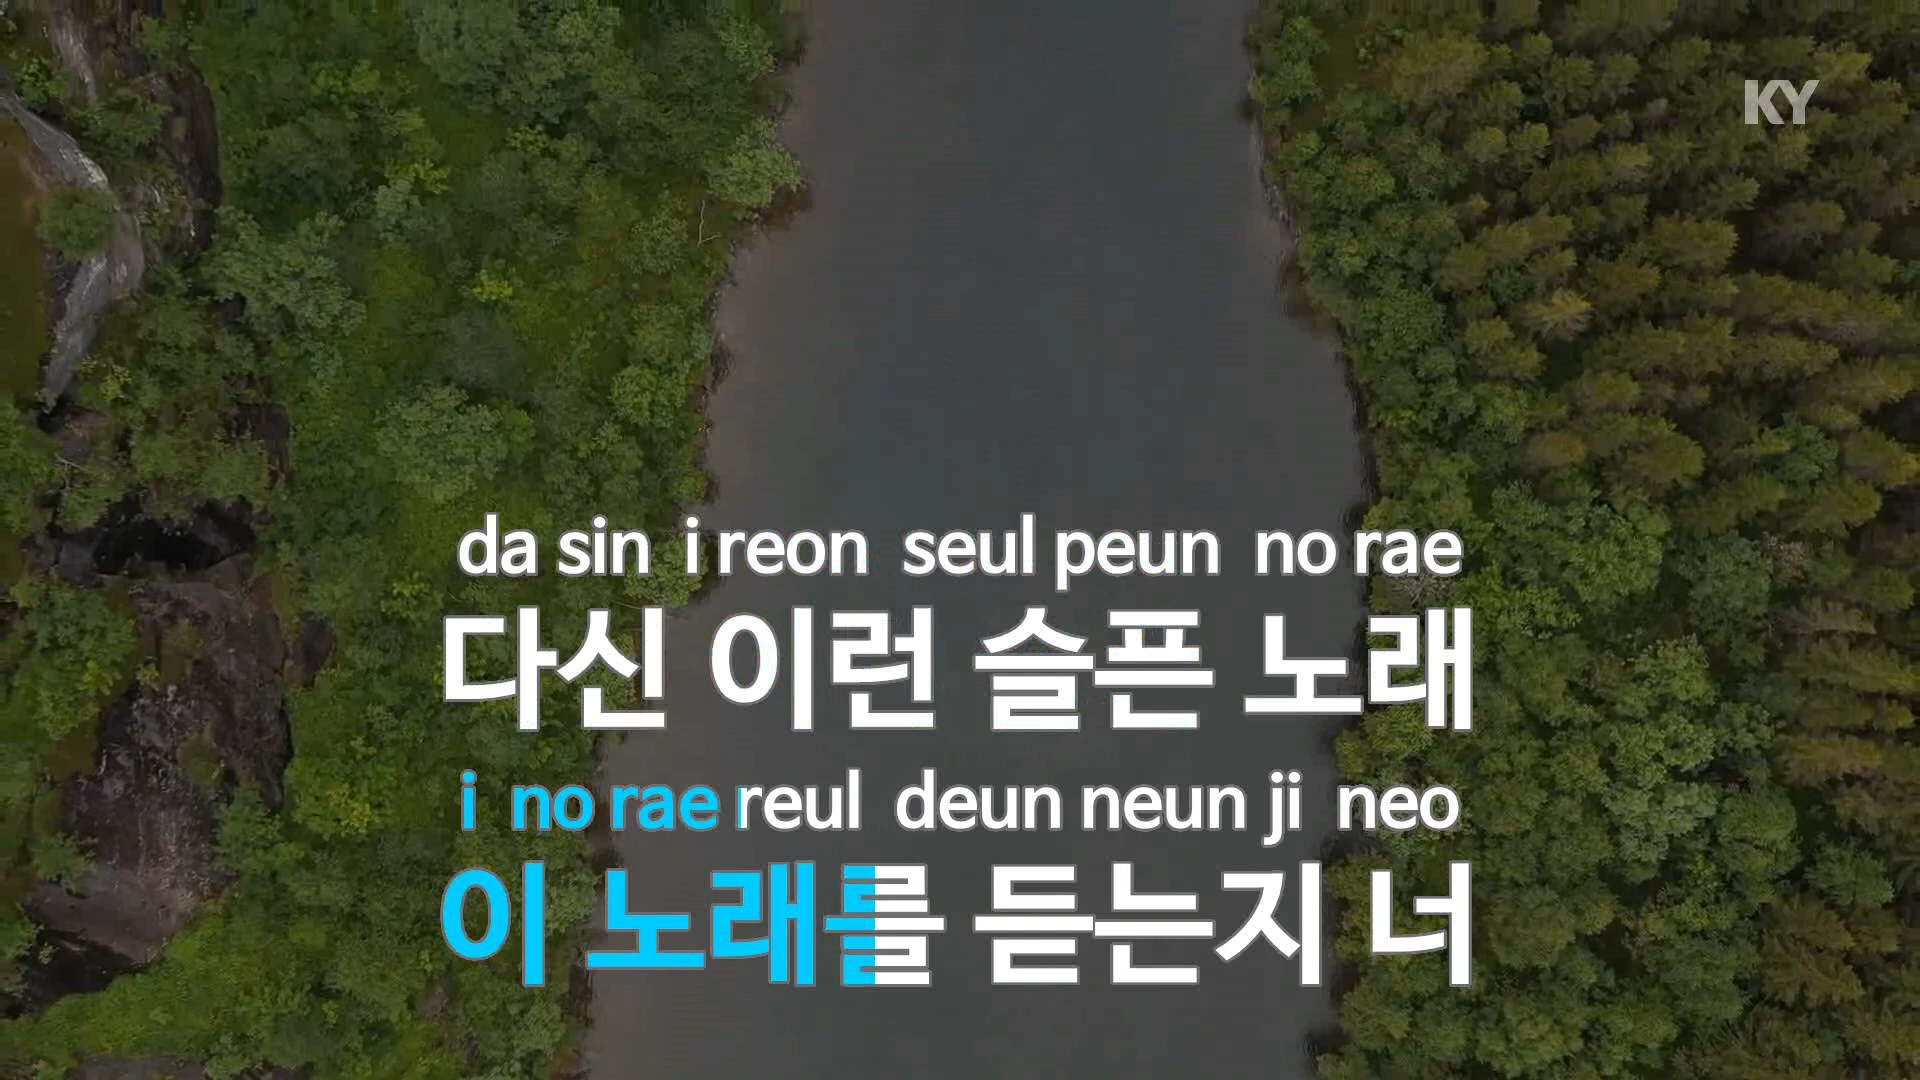 KY
da sin i reon seul peun no rae
다신 이런 슬픈 노래
i no rae reul deun neun ji neo
이 노래를 듣는지 너